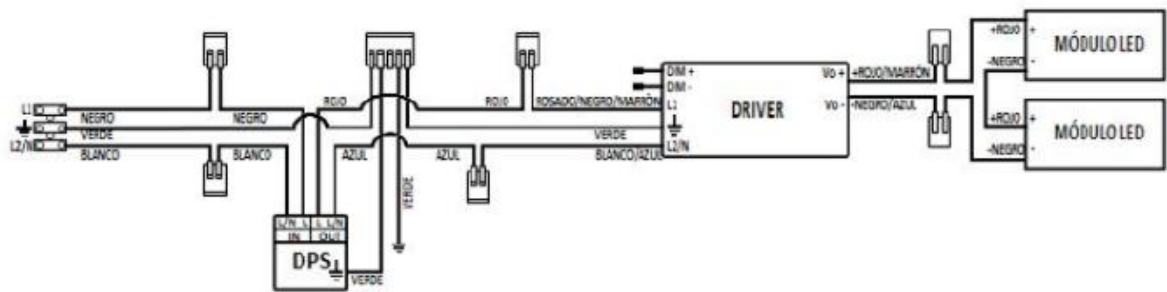 L1
NEGRO
NEGRO
ROJO
ROJO
ROSADO/NEGRO/MARRÓN
VERDE
VERDE
L2/N
BLANCO
BLANCO
AZUL
AZUL
BLANCO/AZUL
VERDE
L/N L L L/N
IN OUT
DPS
VERDE
DIM +
DIM -
L1
L2/N
DRIVER
Vo +
Vo -
+ROJO/MARRÓN
-NEGRO/AZUL
+ROJO +
-NEGRO -
MÓDULO LED
+ROJO +
-NEGRO -
MÓDULO LED